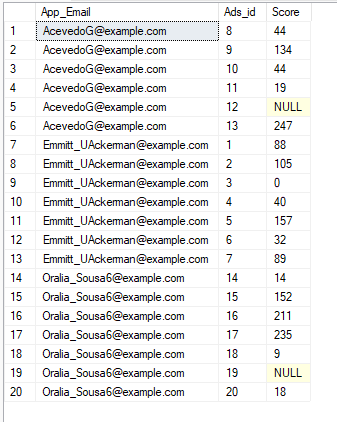 App_Email Ads_id Score
1 AcevedoG@example.com 8 44
2 AcevedoG@example.com 9 134
3 AcevedoG@example.com 10 44
4 AcevedoG@example.com 11 19
5 AcevedoG@example.com 12 NULL
6 AcevedoG@example.com 13 247
7 Emmitt_UAckerman@example.com 1 88
8 Emmitt_UAckerman@example.com 2 105
9 Emmitt_UAckerman@example.com 3 0
10 Emmitt_UAckerman@example.com 4 40
11 Emmitt_UAckerman@example.com 5 157
12 Emmitt_UAckerman@example.com 6 32
13 Emmitt_UAckerman@example.com 7 89
14 Oralia_Sousa6@example.com 14 14
15 Oralia_Sousa6@example.com 15 152
16 Oralia_Sousa6@example.com 16 211
17 Oralia_Sousa6@example.com 17 235
18 Oralia_Sousa6@example.com 18 9
19 Oralia_Sousa6@example.com 19 NULL
20 Oralia_Sousa6@example.com 20 18